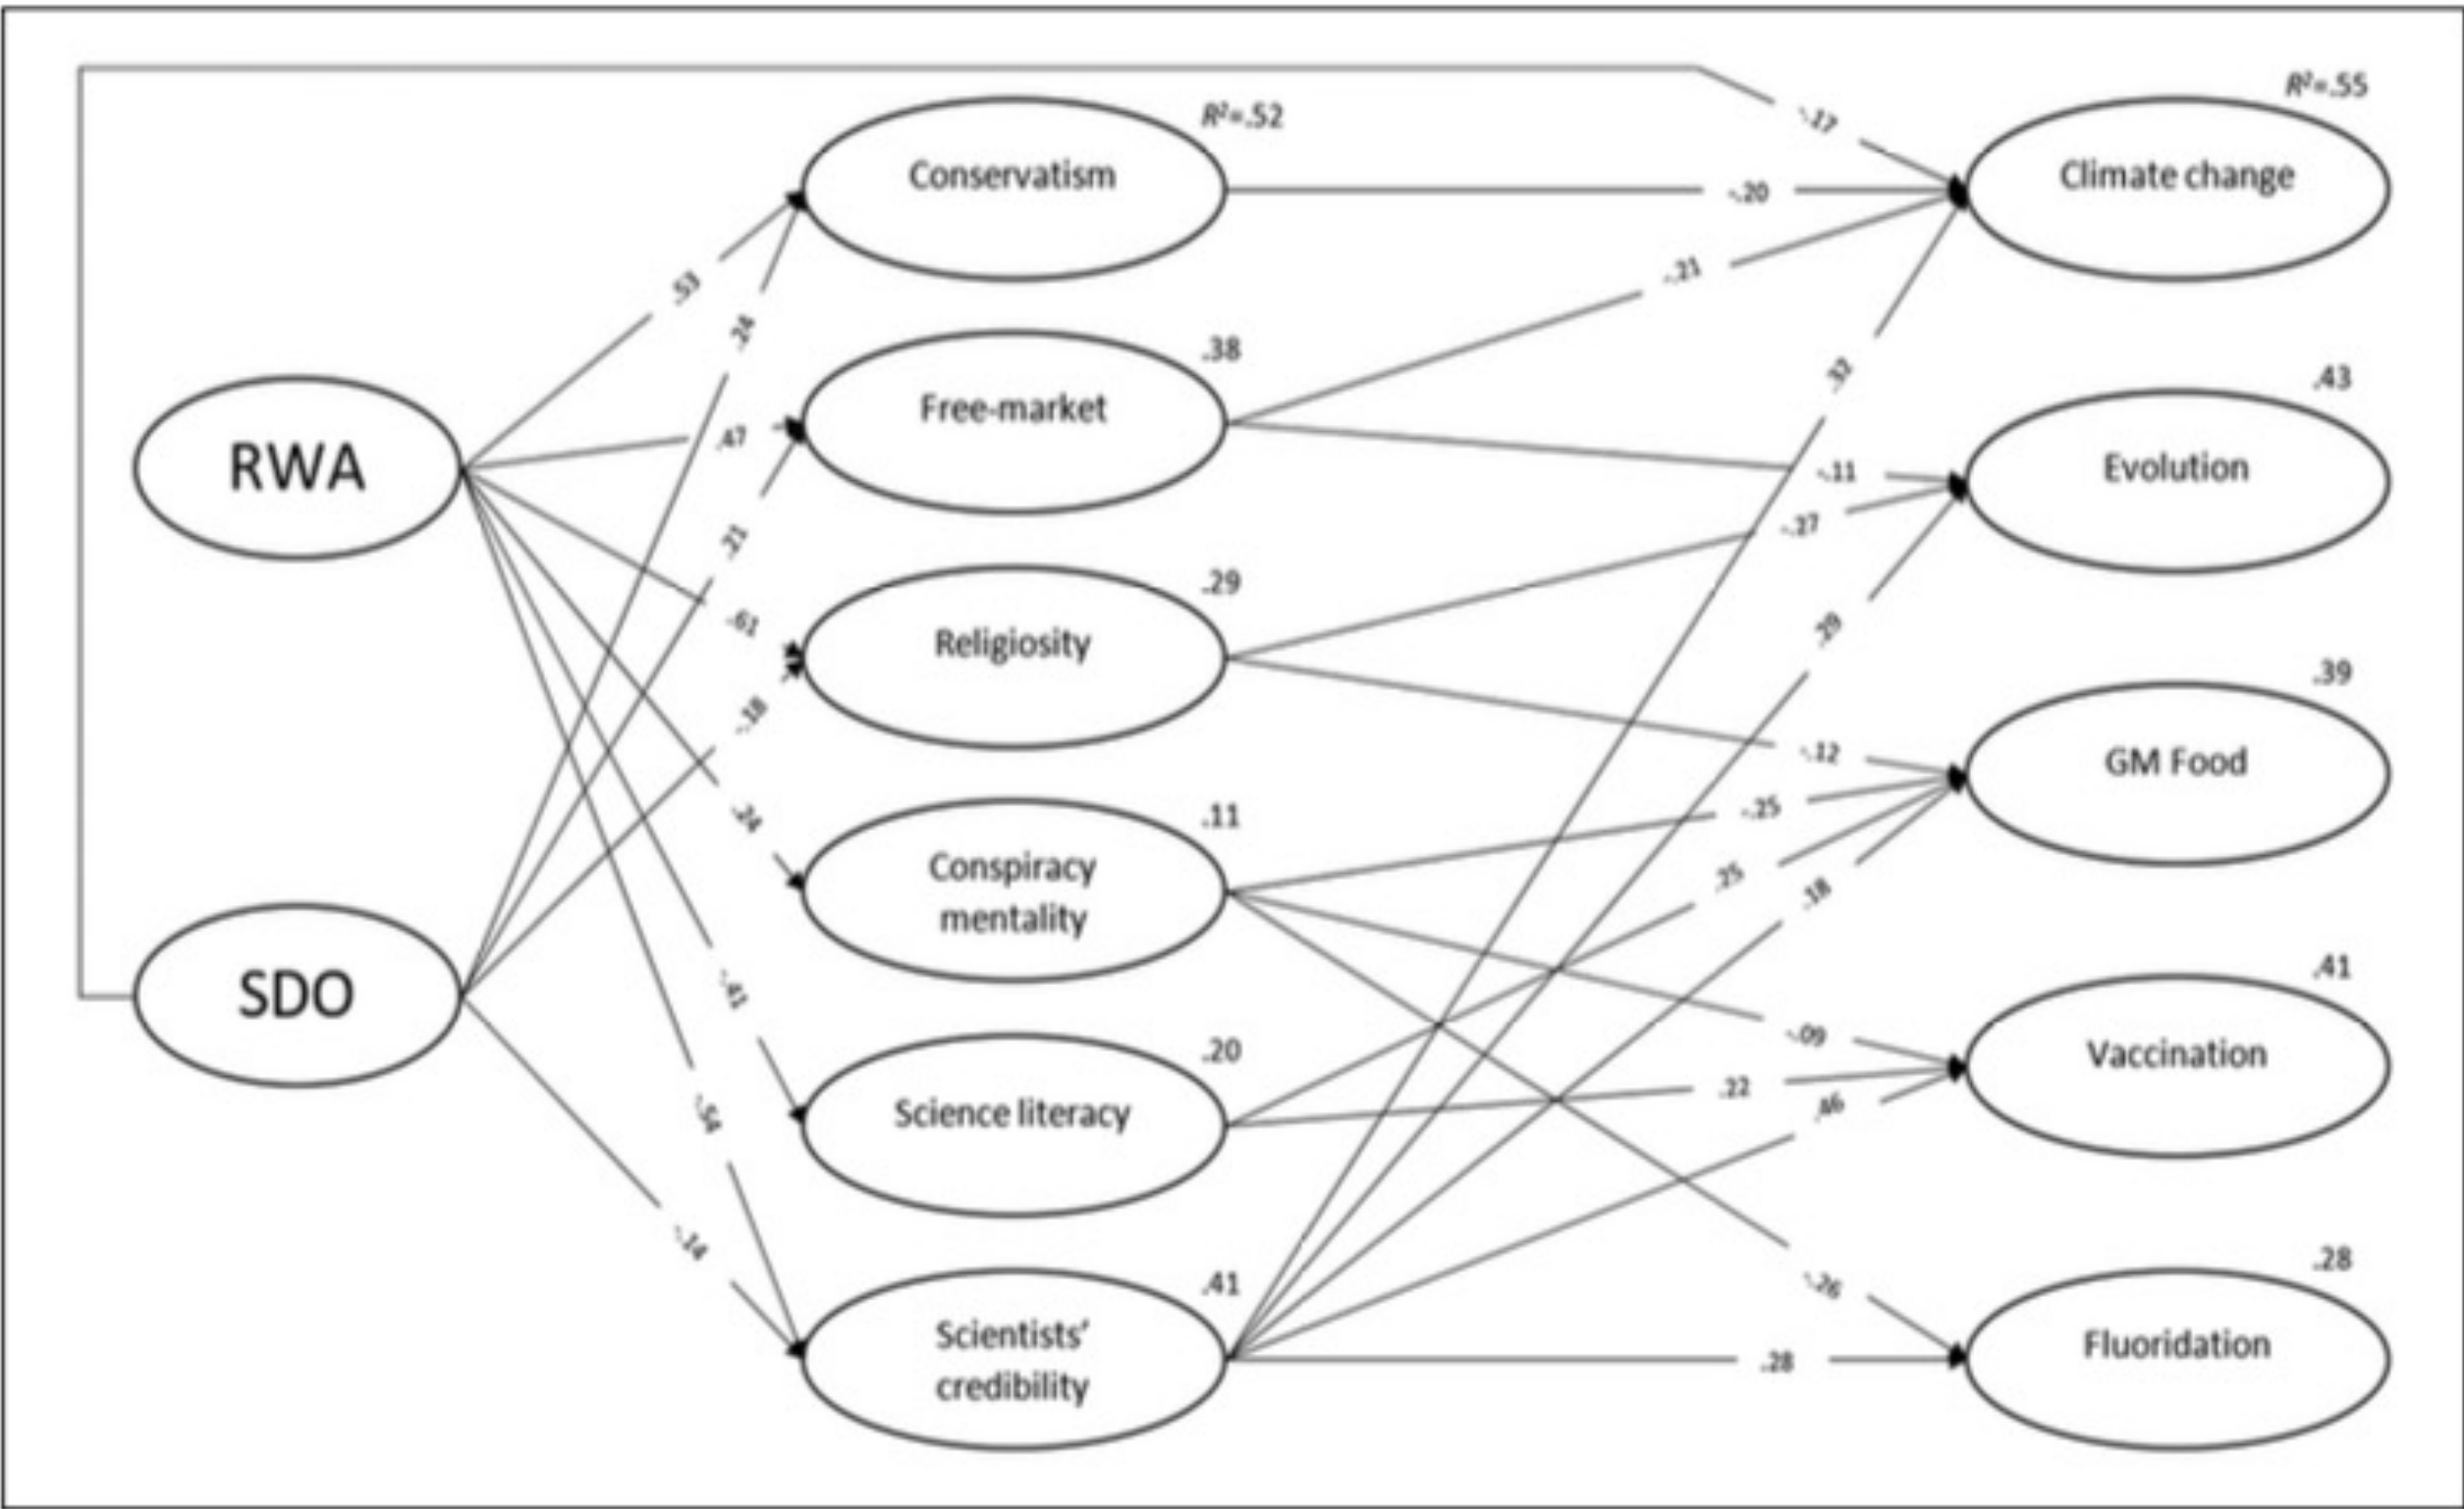 R²=.55
-.17
R²=.52
Conservatism
-.20
Climate change
-.21
.53
.24
.38
.32
.43
Free-market
.47
RWA
-.11
Evolution
-.27
.21
.29
.61
.29
Religiosity
.39
-.18
-.12
GM Food
.24
.11
-.25
Conspiracy
mentality
.25
.18
.41
-.41
SDO
-.09
Vaccination
.20
.22
.46
Science literacy
-.54
-.14
.41
-.26
.28
Scientists'
credibility
.28
Fluoridation